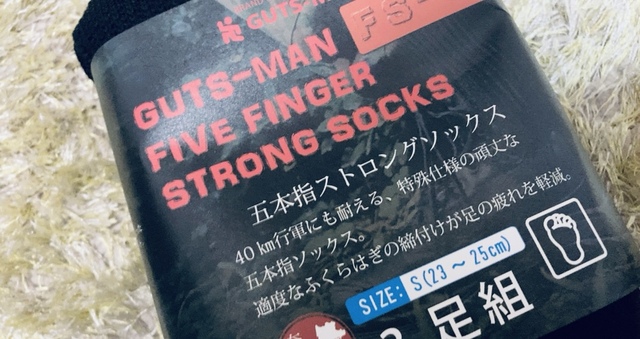 GUTS-MAN
FS-
GUTS-MAN
FIVE FINGER
STRONG SOCKS
五本指ストロングソックス
40km行軍にも耐える、特殊仕様の頑丈な
五本指ソックス。
適度なふくらはぎの締付けが足の疲れを軽減。
SIZE: S(23～25cm)
足組